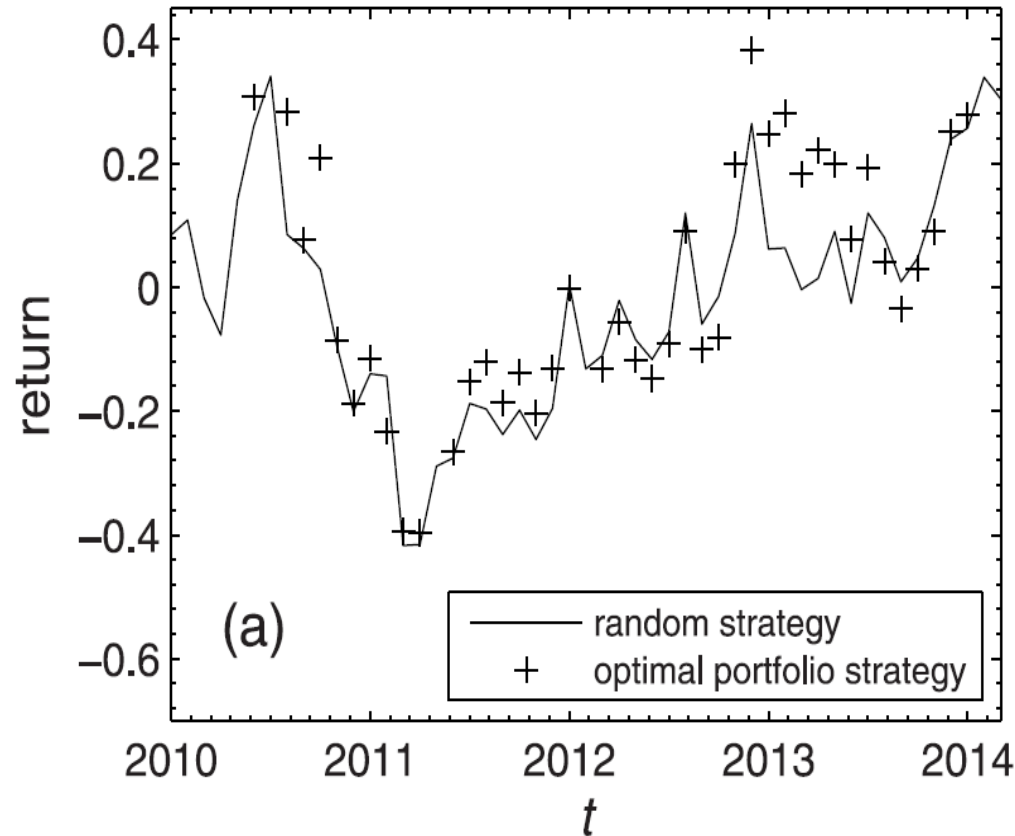 0.4
0.2
0
−0.2
−0.4
−0.6
return
(a)
random strategy
optimal portfolio strategy
2010 2011 2012 2013 2014
t